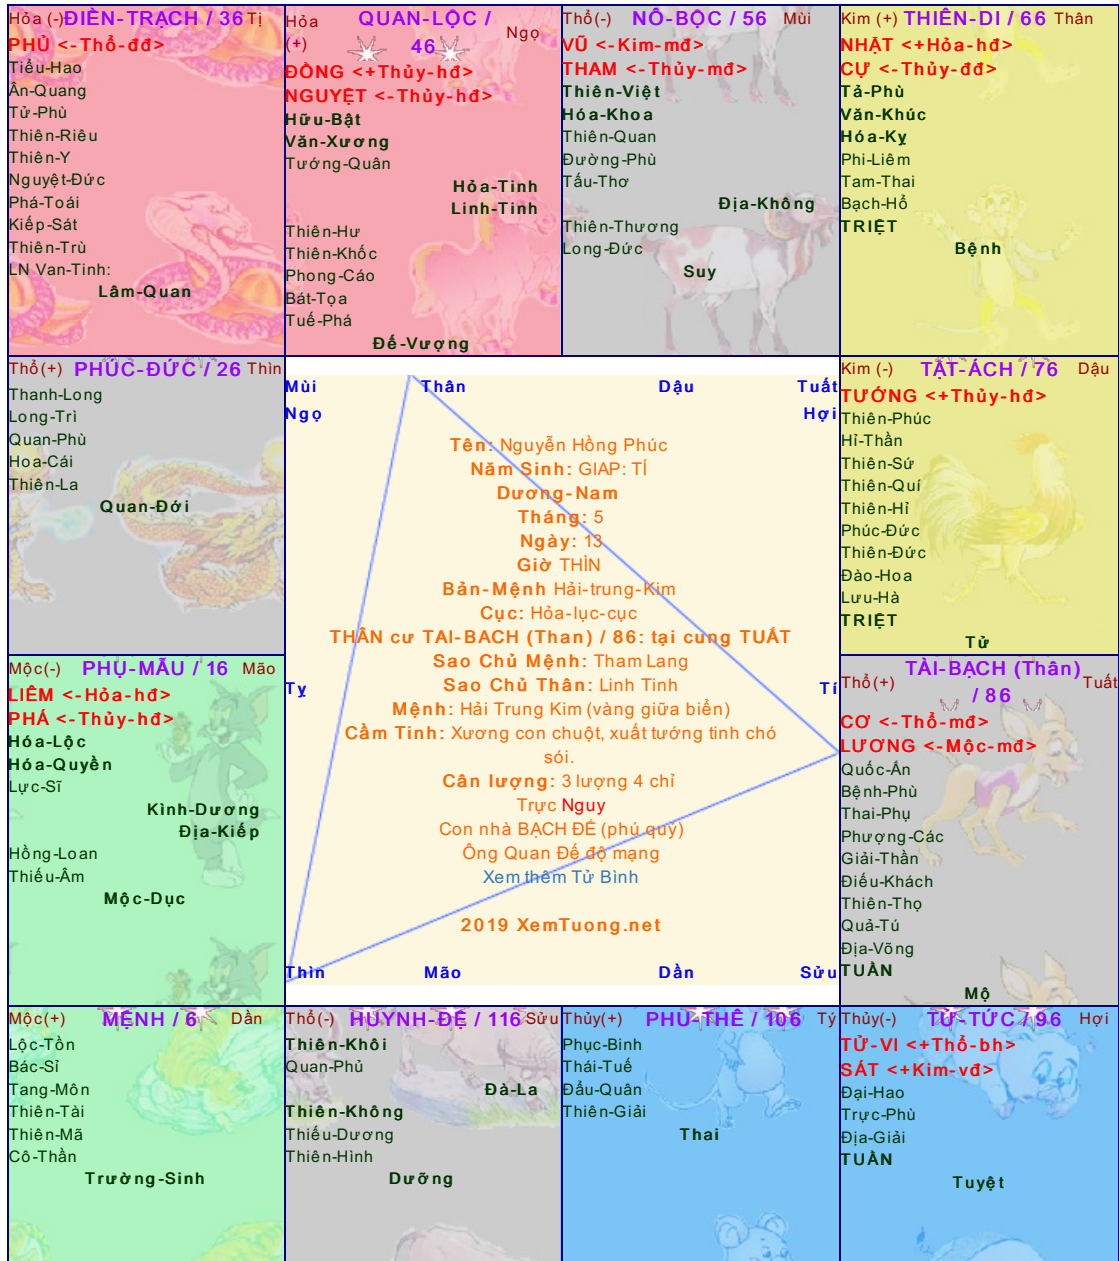 Hỏa (-) ĐIỀN-TRẠCH / 36 Tị
PHỦ <-Thổ-đđ>
Tiểu-Hao
Ân-Quang
Tử-Phù
Thiên-Riêu
Thiên-Y
Nguyệt-Đức
Phá-Toái
Kiếp-Sát
Thiên-Trù
LN Van-Tinh:
Lâm-Quan
Hỏa (+) QUAN-LỘC / 46 Ngọ
ĐỒNG <+Thủy-hđ>
NGUYỆT <-Thủy-hđ>
Hữu-Bật
Văn-Xương
Tướng-Quân
Hỏa-Tinh
Linh-Tinh
Thiên-Hư
Thiên-Khốc
Phong-Cáo
Bát-Tọa
Tuế-Phá
Đế-Vượng
Thổ(-) NÔ-BỘC / 56 Mùi
VŨ <-Kim-mđ>
THAM <-Thủy-mđ>
Thiên-Việt
Hóa-Khoa
Thiên-Quan
Đường-Phù
Tấu-Thơ
Địa-Không
Thiên-Thương
Long-Đức
Suy
Kim (+) THIÊN-DI / 66 Thân
NHẬT <+Hỏa-hđ>
CỰ <-Thủy-đđ>
Tả-Phù
Văn-Khúc
Hóa-Kỵ
Phi-Liêm
Tam-Thai
Bạch-Hổ
TRIỆT
Bệnh
Thổ(+) PHÚC-ĐỨC / 26 Thìn
Thanh-Long
Long-Trì
Quan-Phù
Hoa-Cái
Thiên-La
Quan-Đới
Mùi Thân Dậu Tuất
Ngọ Hợi
Tên: Nguyễn Hồng Phúc
Năm Sinh: GIAP: TÍ
Dương-Nam
Tháng: 5
Ngày: 13
Giờ THÌN
Bản-Mệnh Hải-trung-Kim
Cục: Hỏa-lục-cục
THÂN cư TAI-BACH (Than) / 86: tại cung TUẤT
Sao Chủ Mệnh: Tham Lang
Sao Chủ Thân: Linh Tinh
Tỵ Tí
Mệnh: Hải Trung Kim (vàng giữa biển)
Cầm Tinh: Xương con chuột, xuất tướng tinh chó
sói.
Cân lượng: 3 lượng 4 chỉ
Trực Nguy
Con nhà BẠCH ĐẾ (phú quý)
Ông Quan Đế độ mạng
Xem thêm Tử Bình
2019 XemTuong.net
Thìn Mão Dần Sửu
Kim (-) TẬT-ÁCH / 76 Dậu
TƯỚNG <+Thủy-hđ>
Thiên-Phúc
Hỉ-Thần
Thiên-Sứ
Thiên-Quí
Thiên-Hỉ
Phúc-Đức
Thiên-Đức
Đào-Hoa
Lưu-Hà
TRIỆT
Tử
Mộc(-) PHỤ-MẪU / 16 Mão
LIÊM <-Hỏa-hđ>
PHÁ <-Thủy-hđ>
Hóa-Lộc
Hóa-Quyền
Lực-Sĩ
Kình-Dương
Địa-Kiếp
Hồng-Loan
Thiếu-Âm
Mộc-Dục
Thổ(+) TÀI-BẠCH (Thân) / 86 Tuất
CƠ <-Thổ-mđ>
LƯƠNG <-Mộc-mđ>
Quốc-Ấn
Bệnh-Phù
Thai-Phụ
Phượng-Các
Giải-Thần
Điếu-Khách
Thiên-Thọ
Quả-Tú
Địa-Võng
TUẦN
Mộ
Mộc(+) MỆNH / 6 Dần
Lộc-Tồn
Bác-Sĩ
Tang-Môn
Thiên-Tài
Thiên-Mã
Cô-Thần
Trường-Sinh
Thổ(-) HUYNH-ĐỆ / 116 Sửu
Thiên-Khôi
Quan-Phủ
Đà-La
Thiên-Không
Thiếu-Dương
Thiên-Hình
Dưỡng
Thủy(+) PHU-THÊ / 106 Tý
Phục-Binh
Thái-Tuế
Đẩu-Quân
Thiên-Giải
Thai
Thủy(-) TỬ-TỨC / 96 Hợi
TỬ-VI <+Thổ-bh>
SÁT <+Kim-vđ>
Đại-Hao
Trực-Phù
Địa-Giải
TUẦN
Tuyệt